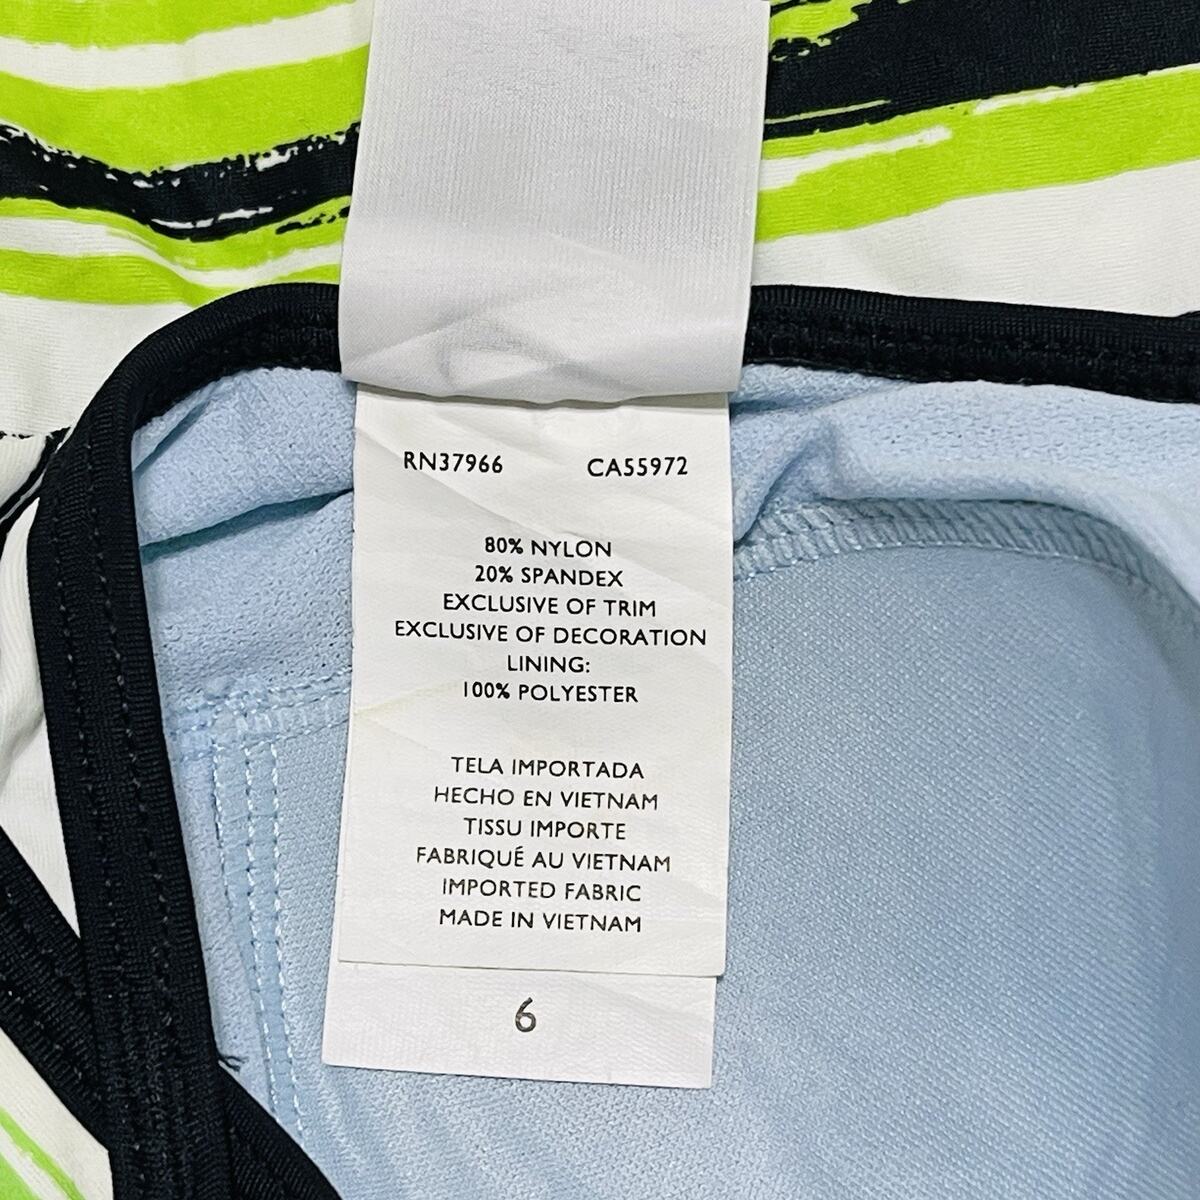 RN37966 CA55972
80% NYLON
20% SPANDEX
EXCLUSIVE OF TRIM
EXCLUSIVE OF DECORATION
LINING:
100% POLYESTER
TELA IMPORTADA
HECHO EN VIETNAM
TISSU IMPORTE
FABRIQUÉ AU VIETNAM
IMPORTED FABRIC
MADE IN VIETNAM
6